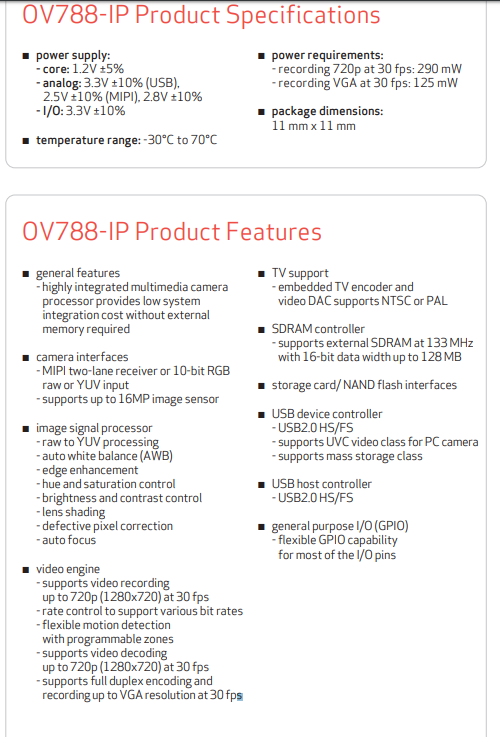 OV788-IP Product Specifications
■ power supply:
- core: 1.2V ±5%
- analog: 3.3V ±10% (USB),
2.5V ±10% (MIPI), 2.8V ±10%
- I/O: 3.3V ±10%
■ temperature range: -30°C to 70°C
■ power requirements:
- recording 720p at 30 fps: 290 mW
- recording VGA at 30 fps: 125 mW
■ package dimensions:
11 mm x 11 mm
OV788-IP Product Features
■ general features
- highly integrated multimedia camera
processor provides low system
integration cost without external
memory required
■ camera interfaces
- MIPI two-lane receiver or 10-bit RGB
raw or YUV input
- supports up to 16MP image sensor
■ image signal processor
- raw to YUV processing
- auto white balance (AWB)
- edge enhancement
- hue and saturation control
- brightness and contrast control
- lens shading
- defective pixel correction
- auto focus
■ video engine
- supports video recording
up to 720p (1280x720) at 30 fps
- rate control to support various bit rates
- flexible motion detection
with programmable zones
- supports video decoding
up to 720p (1280x720) at 30 fps
- supports full duplex encoding and
recording up to VGA resolution at 30 fps
■ TV support
- embedded TV encoder and
video DAC supports NTSC or PAL
■ SDRAM controller
- supports external SDRAM at 133 MHz
with 16-bit data width up to 128 MB
■ storage card/ NAND flash interfaces
■ USB device controller
- USB2.0 HS/FS
- supports UVC video class for PC camera
- supports mass storage class
■ USB host controller
- USB2.0 HS/FS
■ general purpose I/O (GPIO)
- flexible GPIO capability
for most of the I/O pins